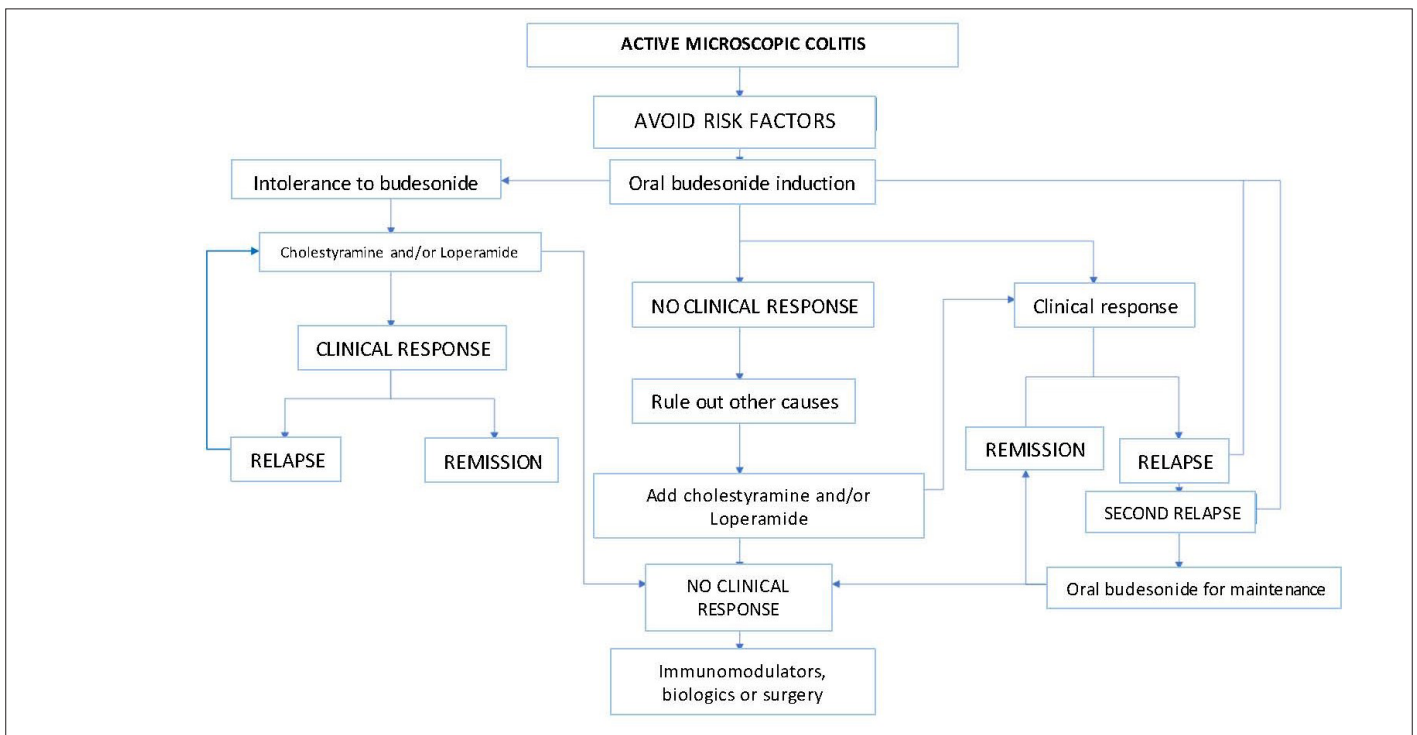 ACTIVE MICROSCOPIC COLITIS
AVOID RISK FACTORS
Intolerance to budesonide
Oral budesonide induction
Cholestyramine and/or Loperamide
NO CLINICAL RESPONSE
Clinical response
CLINICAL RESPONSE
Rule out other causes
RELAPSE
REMISSION
REMISSION
RELAPSE
Add cholestyramine and/or
Loperamide
SECOND RELAPSE
NO CLINICAL
RESPONSE
Oral budesonide for maintenance
Immunomodulators,
biologics or surgery